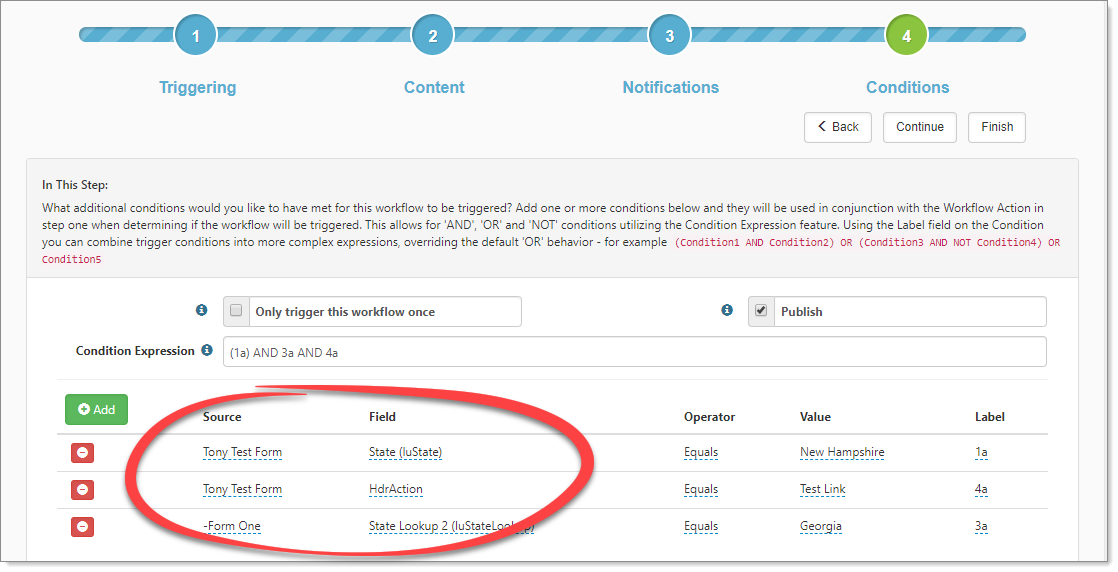 1 2 3 4
Triggering Content Notifications Conditions
Back Continue Finish
In This Step:
What additional conditions would you like to have met for this workflow to be triggered? Add one or more conditions below and they will be used in conjunction with the Workflow Action in
step one when determining if the workflow will be triggered. This allows for 'AND', 'OR' and 'NOT' conditions utilizing the Condition Expression feature. Using the Label field on the Condition
you can combine trigger conditions into more complex expressions, overriding the default 'OR' behavior - for example (Condition1 AND Condition2) OR (Condition3 AND NOT Condition4) OR
Condition5
Only trigger this workflow once Publish
Condition Expression (1a) AND 3a AND 4a
Add Source Field Operator Value Label
Tony Test Form State (luState) Equals New Hampshire 1a
Tony Test Form HdrAction Equals Test Link 4a
-Form One State Lookup 2 (luStateLookup) Equals Georgia 3a